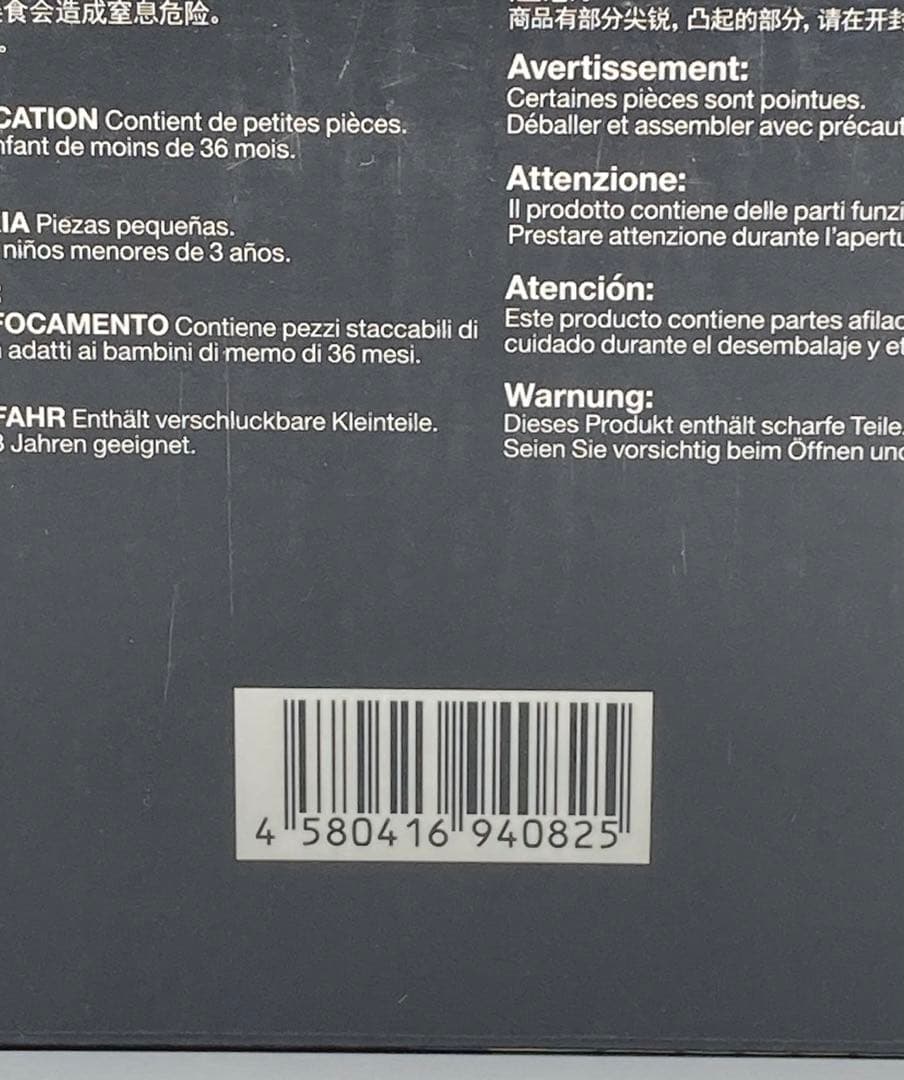 食会造成窒息危险。
。
CATION Contient de petites pièces.
nfant de moins de 36 mois.
IA Piezas pequeñas.
niños menores de 3 años.
FOCAMENTO Contiene pezzi staccabili di
adatti ai bambini di memo di 36 mesi.
FAHR Enthält verschluckbare Kleinteile.
3 Jahren geeignet.
商品有部分尖锐, 凸起的部分, 请在开封
Avertissement:
Certaines pièces sont pointues.
Déballer et assembler avec précaut
Attenzione:
Il prodotto contiene delle parti funzi
Prestare attenzione durante l'apertu
Atención:
Este producto contiene partes afilad
cuidado durante el desembalaje y et
Warnung:
Dieses Produkt enthält scharfe Teile.
Seien Sie vorsichtig beim Öffnen und
4 580416 940825